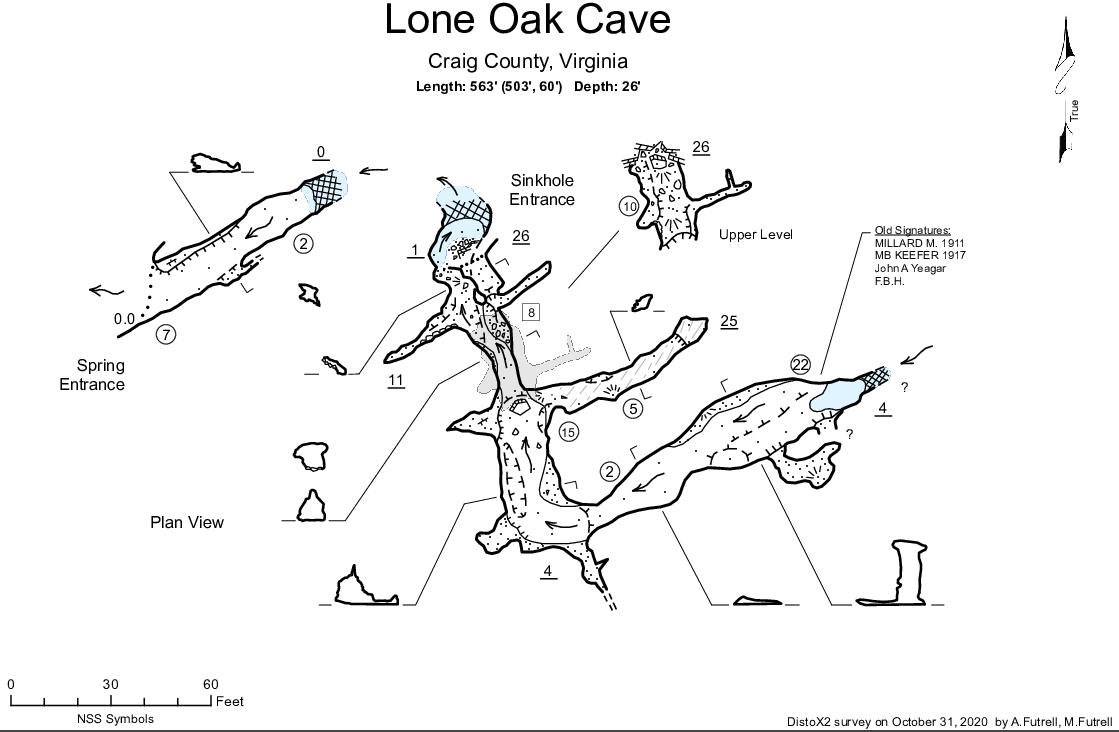 Lone Oak Cave
Craig County, Virginia
Length: 563' (503', 60')   Depth: 26'
True
0
26
Sinkhole
Entrance
10
2
1
26
Upper Level
Old Signatures:
MILLARD M. 1911
MB KEEFER 1917
John A Yeagar
F.B.H.
0.0
7
8
25
Spring
Entrance
11
22
?
5
4
15
?
2
Plan View
4
0 30 60
Feet
NSS Symbols
DistoX2 survey on October 31, 2020 by A.Futrell, M.Futrell